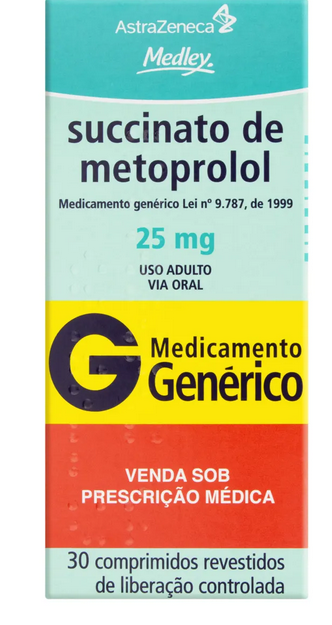 AstraZeneca
Medley.
succinato de
metoprolol
Medicamento genérico Lei nº 9.787, de 1999
25 mg
USO ADULTO
VIA ORAL
G Medicamento
Genérico
VENDA SOB
PRESCRIÇÃO MÉDICA
30 comprimidos revestidos
de liberação controlada